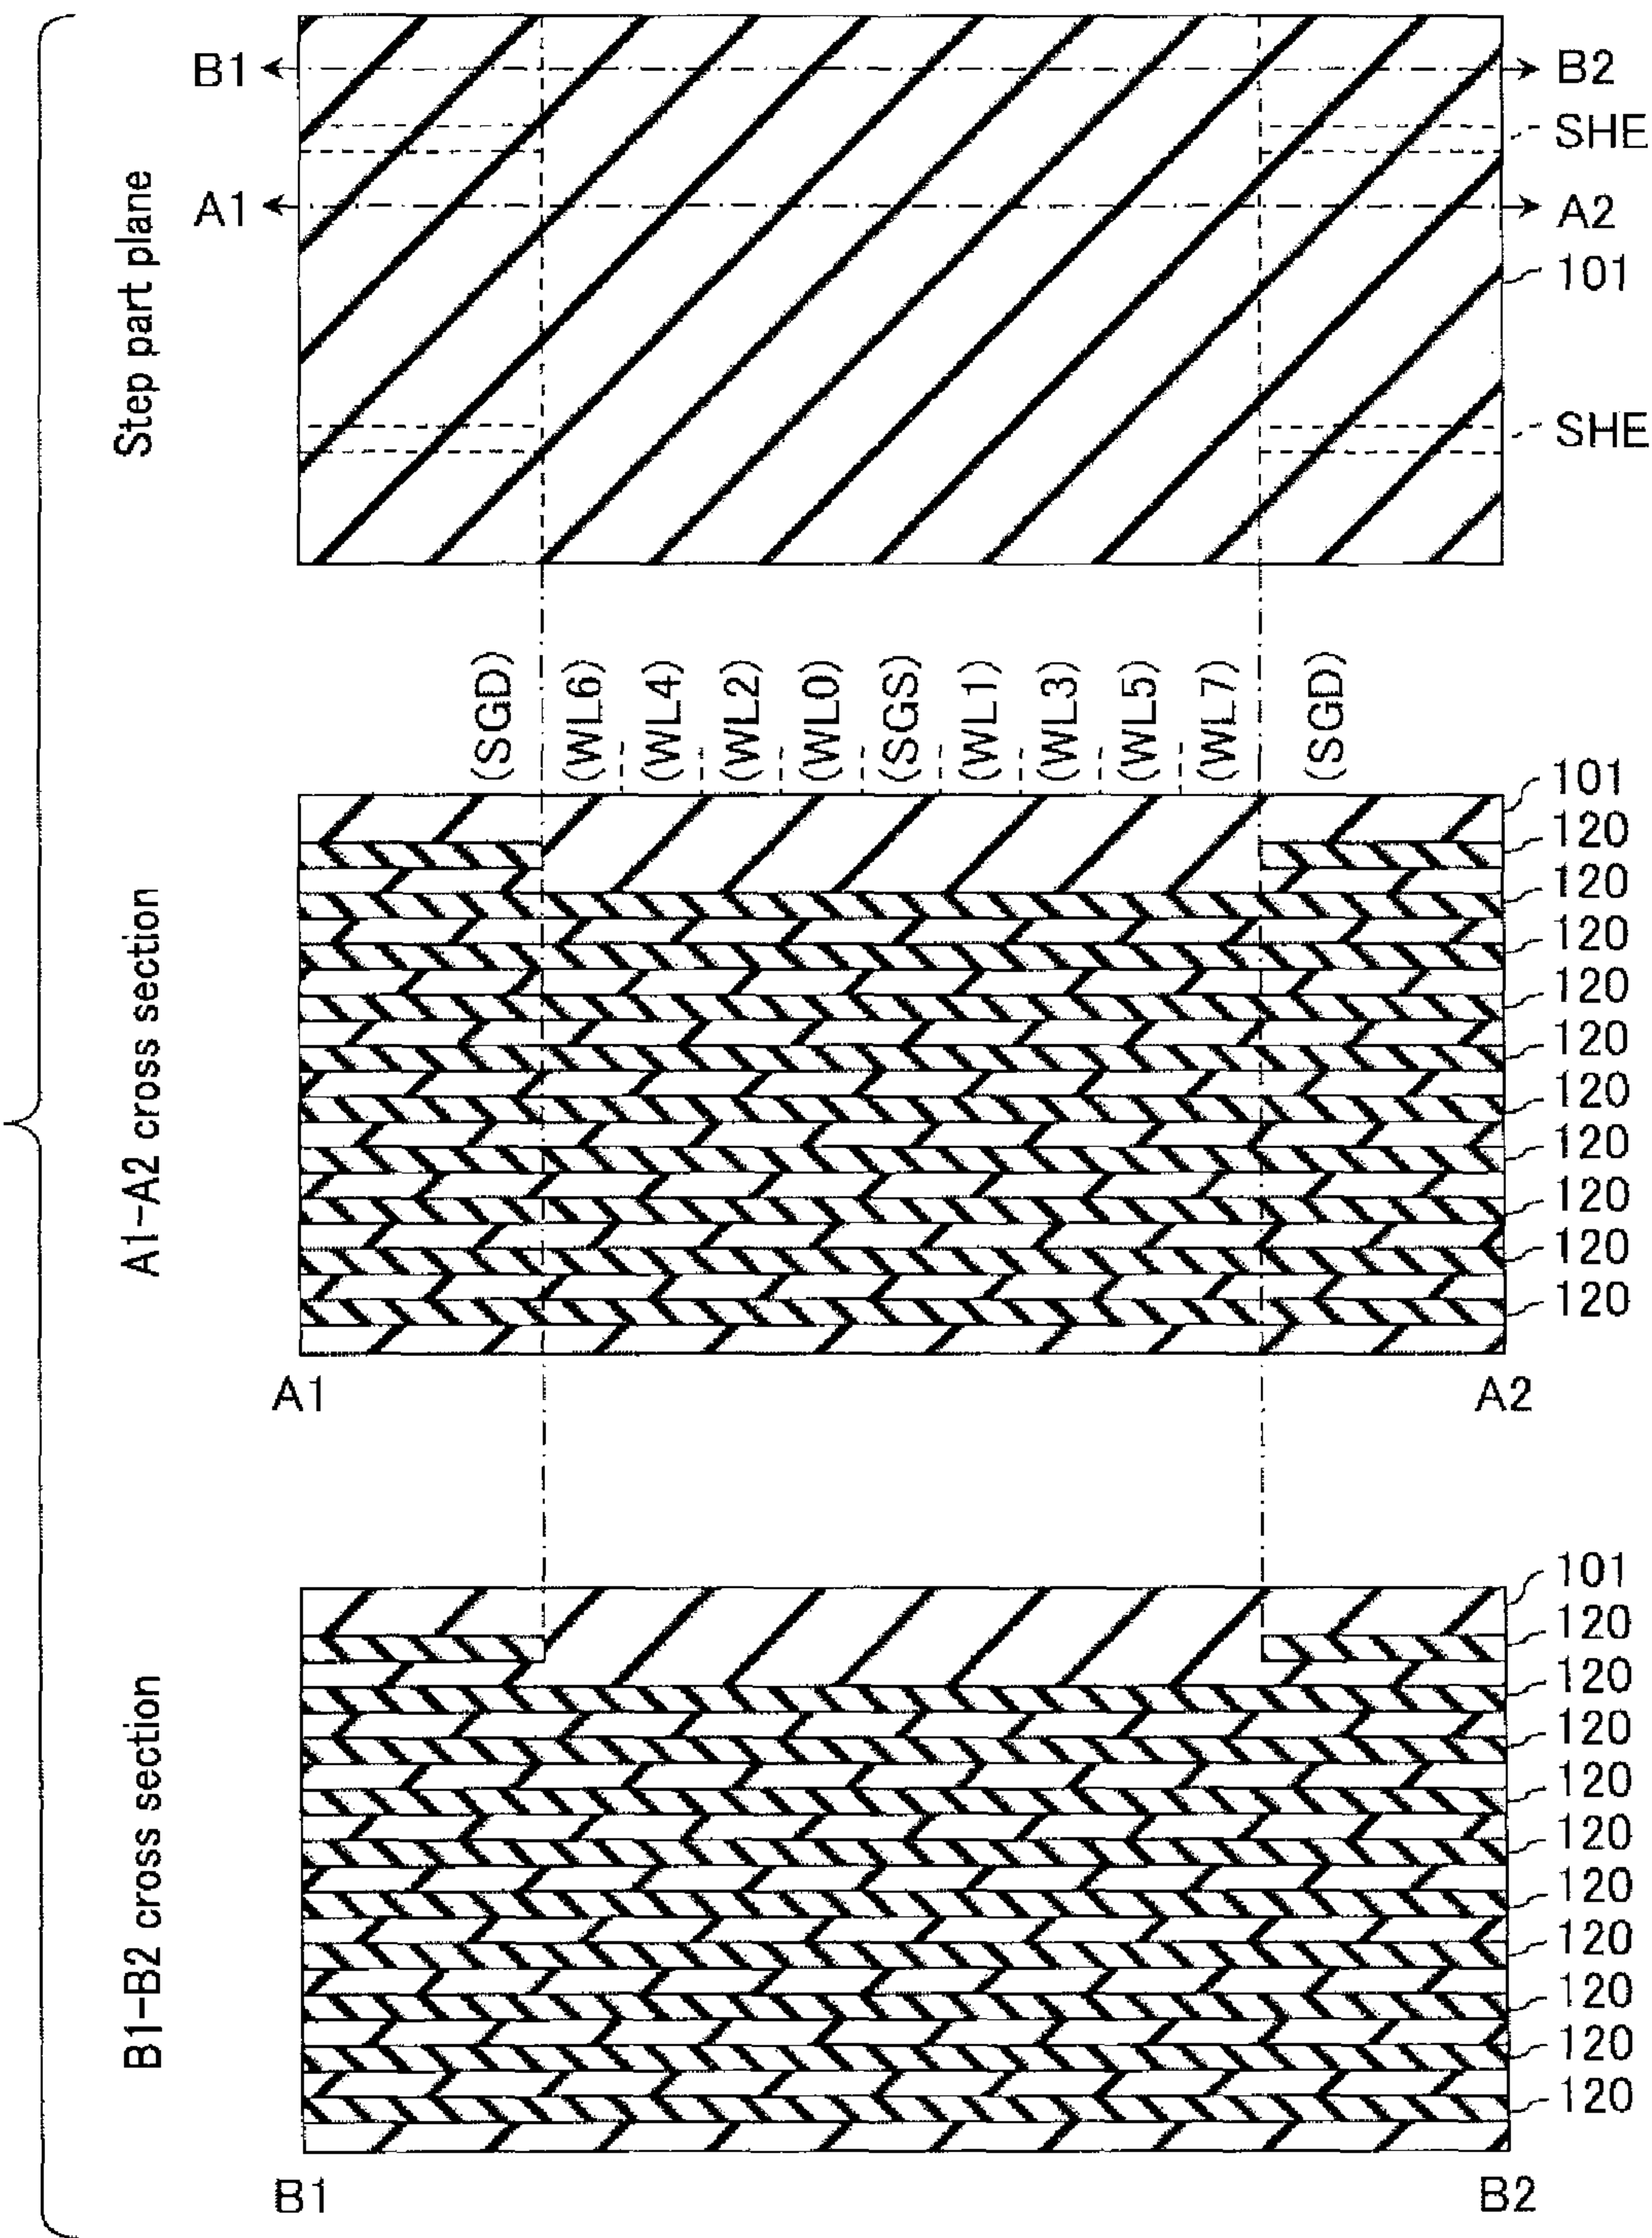 Step part plane
B1
B2
SHE
A1
A2
101
SHE
(SGD)
(WL6)
(WL4)
(WL2)
(WL0)
(SGS)
(WL1)
(WL3)
(WL5)
(WL7)
(SGD)
A1-A2 cross section
101
120
120
120
120
120
120
120
120
120
120
A1
A2
B1-B2 cross section
101
120
120
120
120
120
120
120
120
120
120
B1
B2